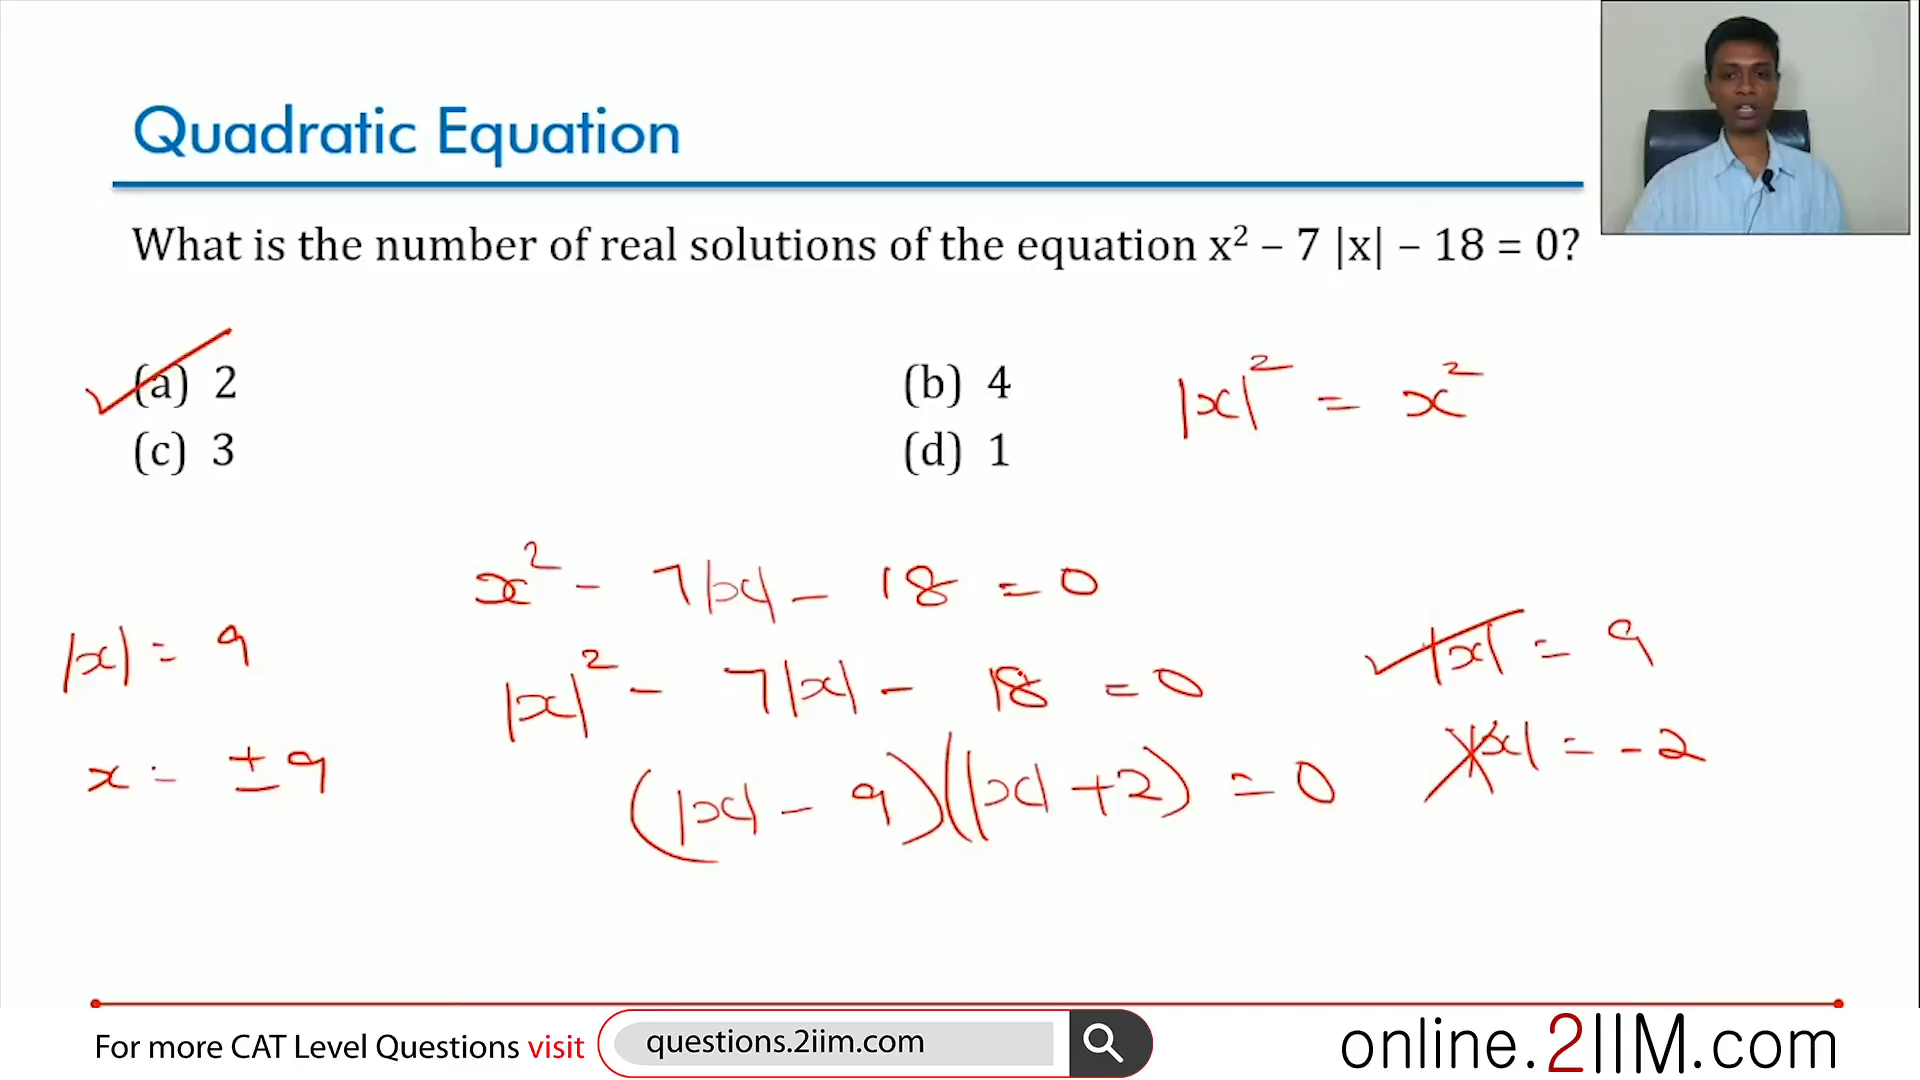 Quadratic Equation
What is the number of real solutions of the equation x² – 7 |x| – 18 = 0?
(a) 2
(b) 4
(c) 3
(d) 1
|x|² = x²
x² - 7|x| - 18 = 0
|x| = 9
|x|² - 7|x| - 18 = 0
|x| = 9
x = ±9
(|x| - 9)(|x| + 2) = 0
|x| = -2
For more CAT Level Questions visit
questions.2iim.com
online.2IIM.com